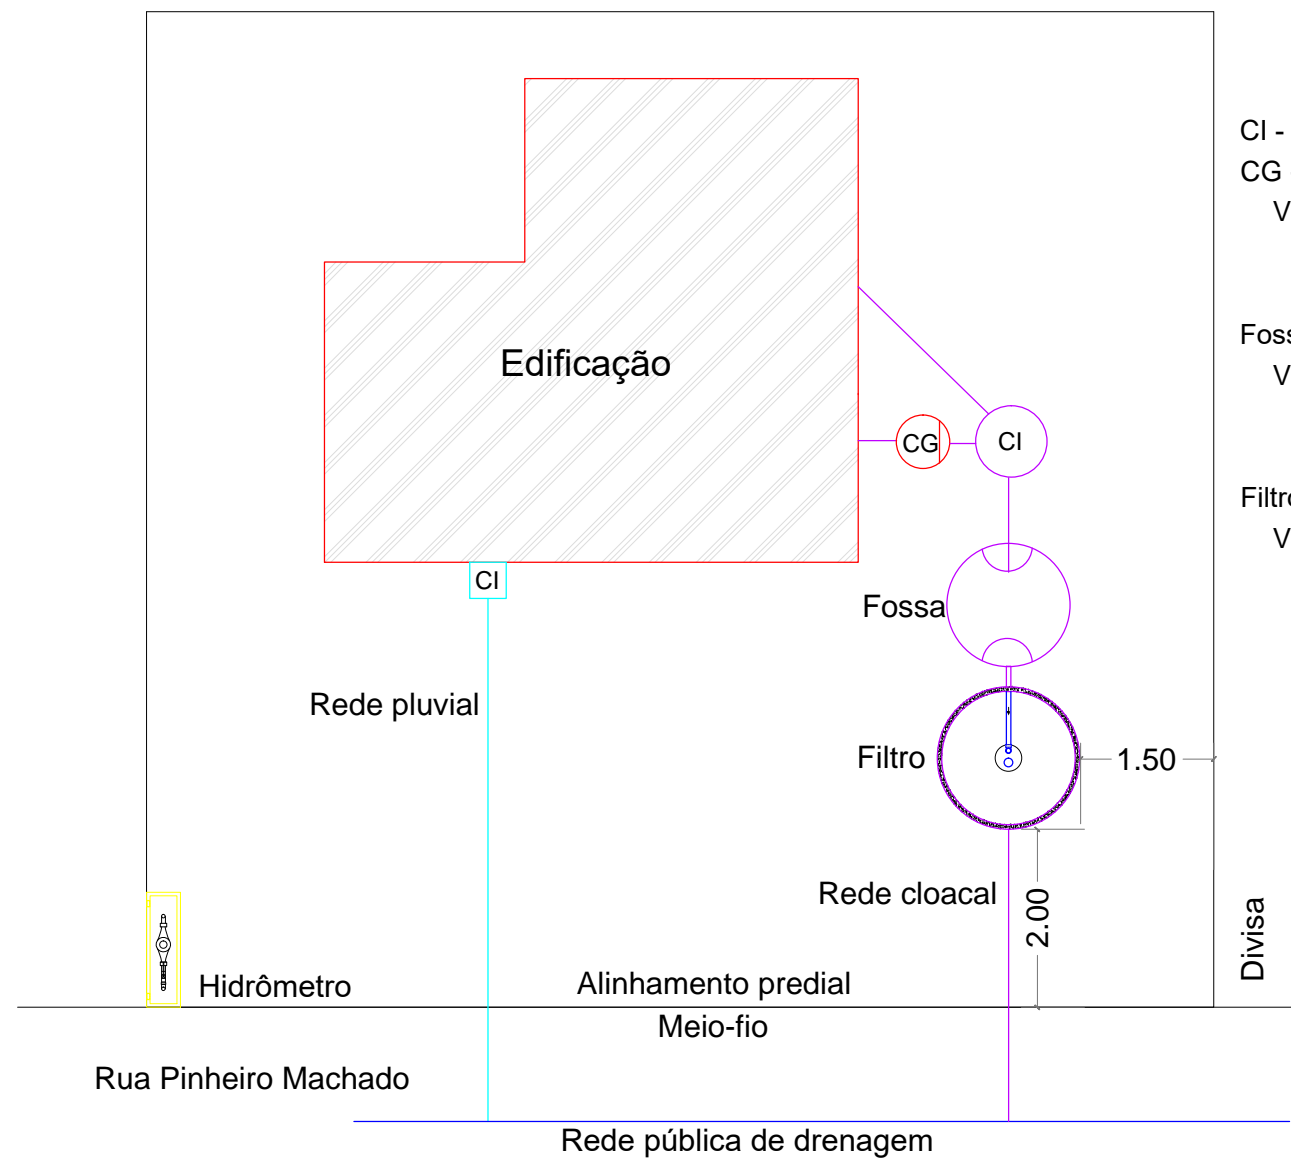 CI -
CG
V
Foss
V
Filtro
V
Edificação
CG
CI
CI
Fossa
Rede pluvial
Filtro
1.50
Rede cloacal
2.00
Divisa
Hidrômetro
Alinhamento predial
Meio-fio
Rua Pinheiro Machado
Rede pública de drenagem